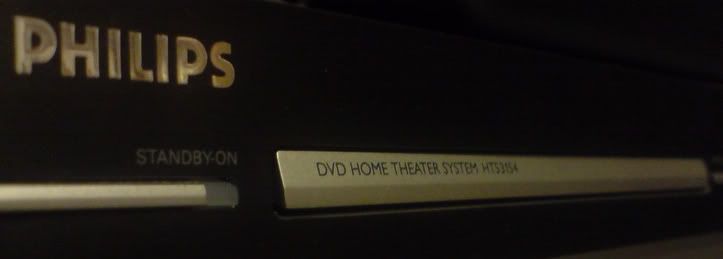 PHILIPS
STANDBY-ON
DVD HOME THEATER SYSTEM HTS3154